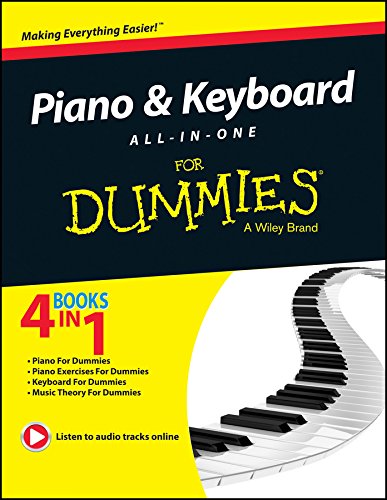 Making Everything Easier!™
Piano & Keyboard
ALL-IN-ONE
FOR
DUMMIES®
A Wiley Brand
4 BOOKS
IN 1
• Piano For Dummies
• Piano Exercises For Dummies
• Keyboard For Dummies
• Music Theory For Dummies
Listen to audio tracks online